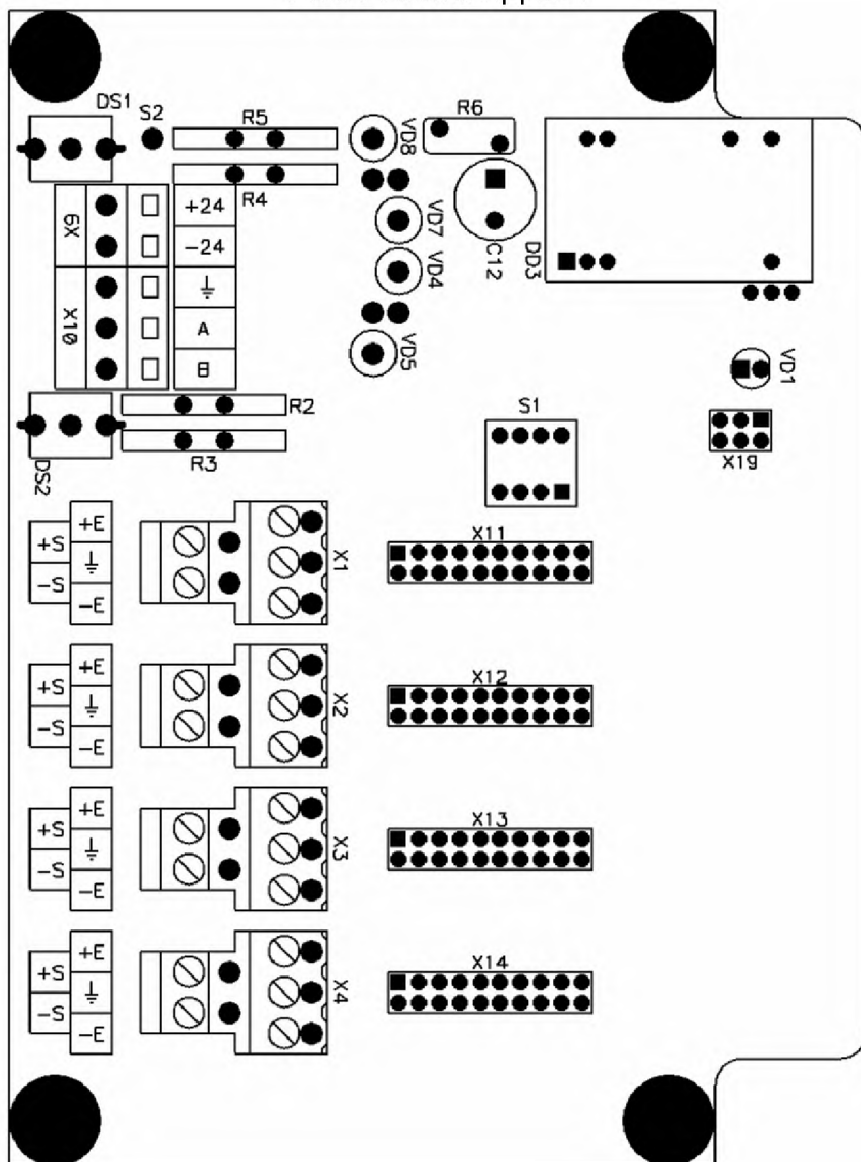 DS1 S2 R5 VD8 R6
R4
X9 +24
-24
VD7
C12 DD3
VD4
X10 ⏚
A
B
VD5 VD1
R2 S1
R3 X19
DS2
+E
+S
⏚
-S
-E
X1 X11
+E
+S
⏚
-S
-E
X2 X12
+E
+S
⏚
-S
-E
X3 X13
+E
+S
⏚
-S
-E
X4 X14